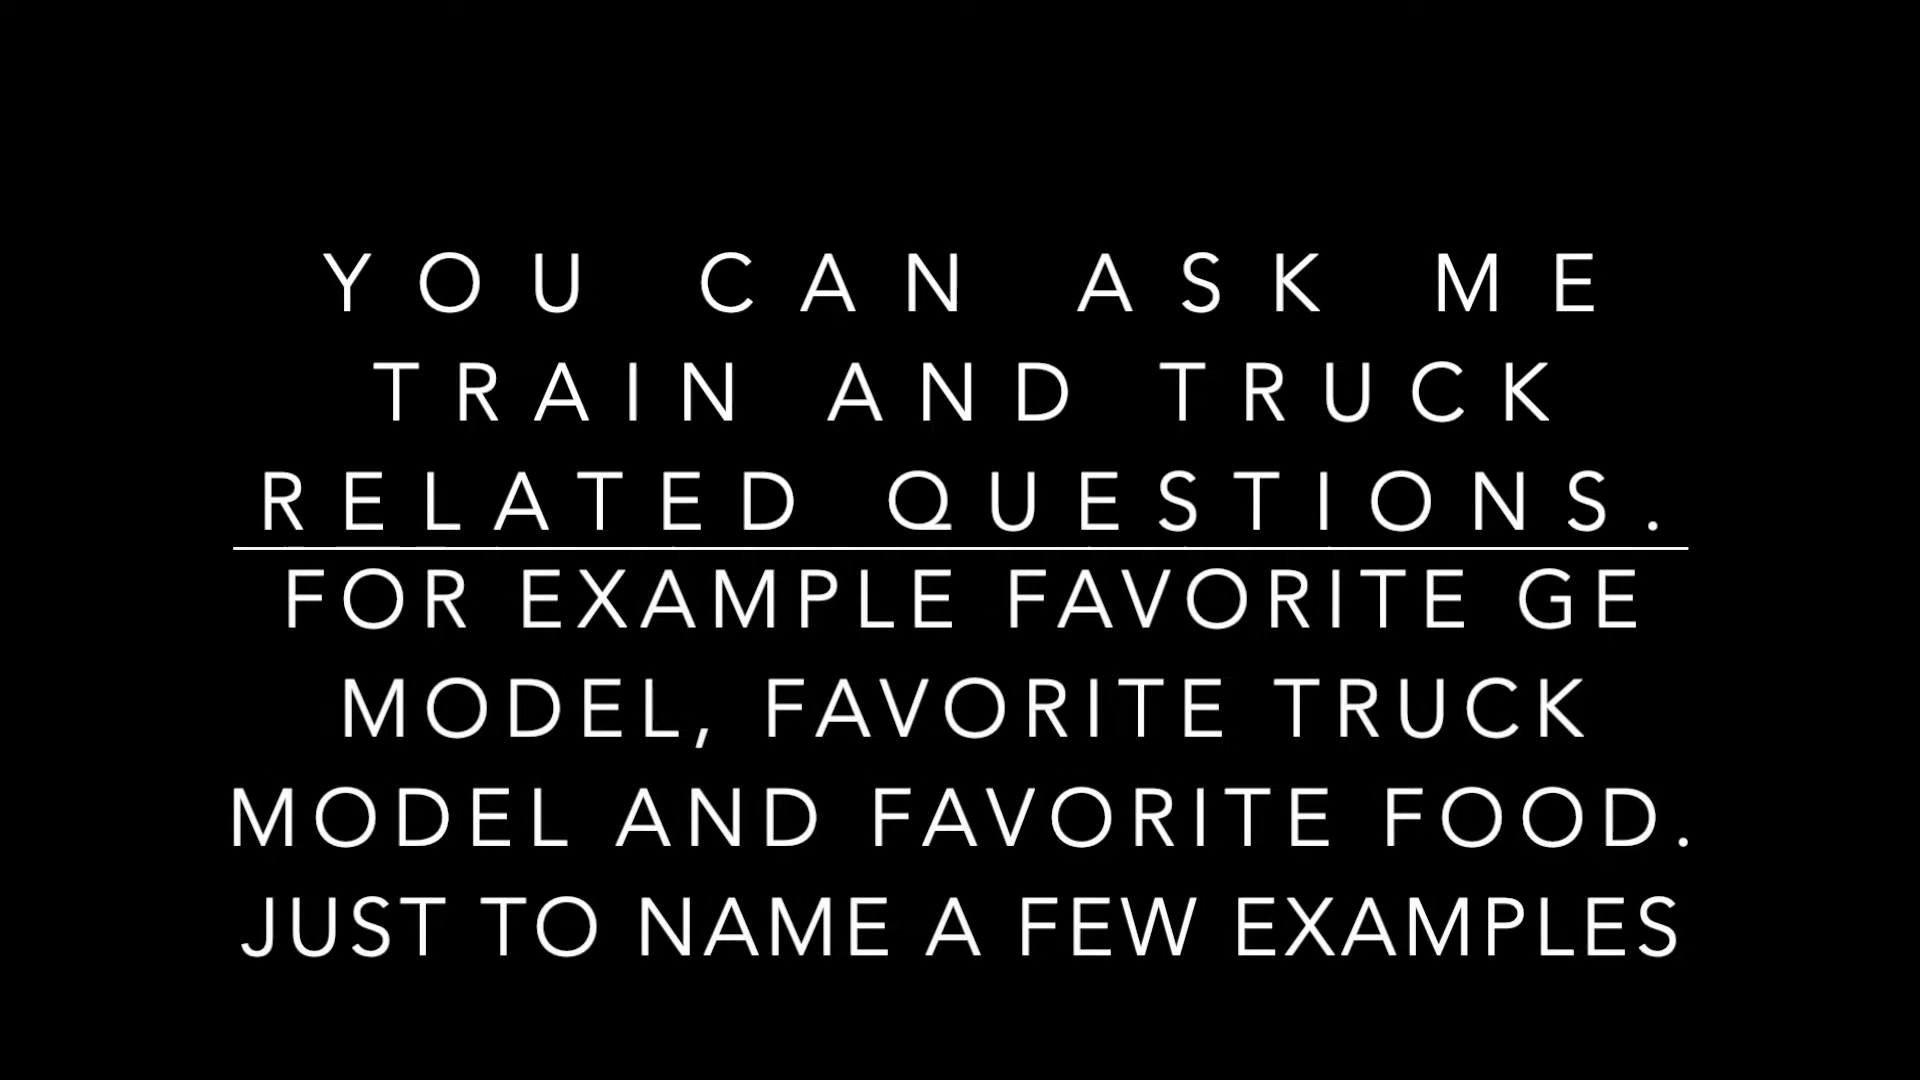 YOU CAN ASK ME
TRAIN AND TRUCK
RELATED QUESTIONS.
FOR EXAMPLE FAVORITE GE
MODEL, FAVORITE TRUCK
MODEL AND FAVORITE FOOD.
JUST TO NAME A FEW EXAMPLES